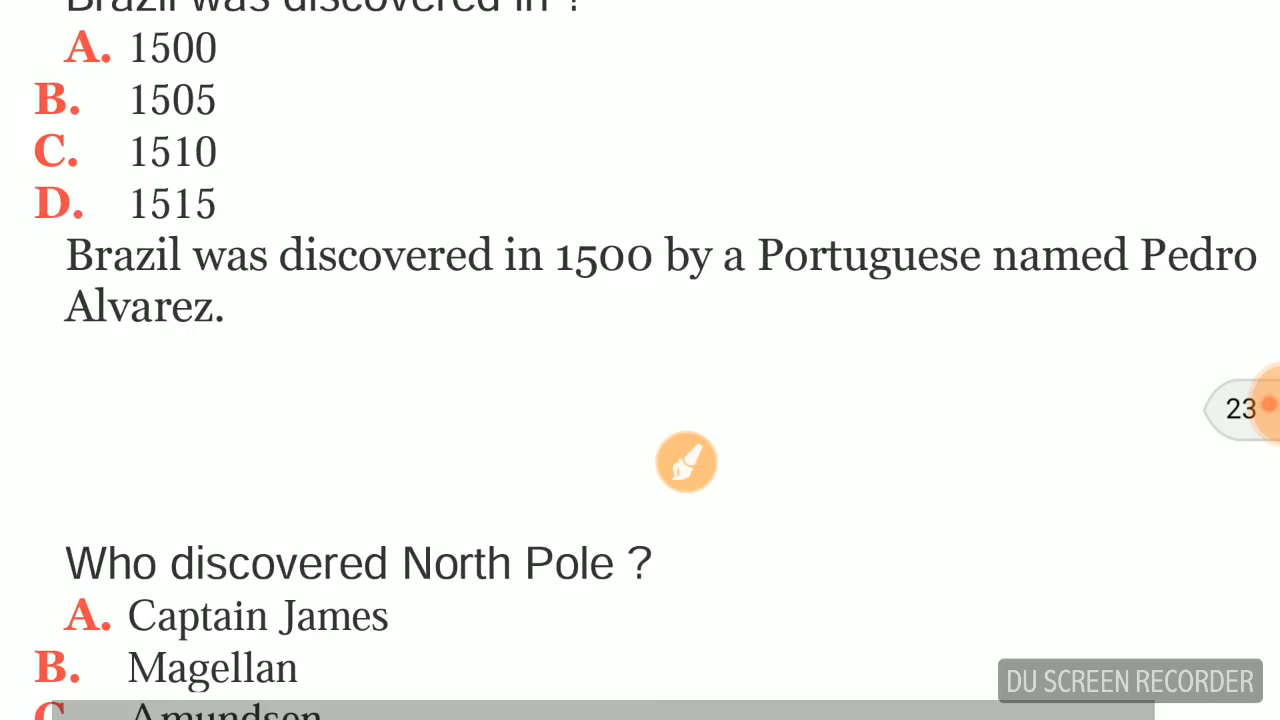 Brazil was discovered in ?
A. 1500
B. 1505
C. 1510
D. 1515
Brazil was discovered in 1500 by a Portuguese named Pedro
Alvarez.
23
Who discovered North Pole ?
A. Captain James
B. Magellan
DU SCREEN RECORDER
C. Amundsen